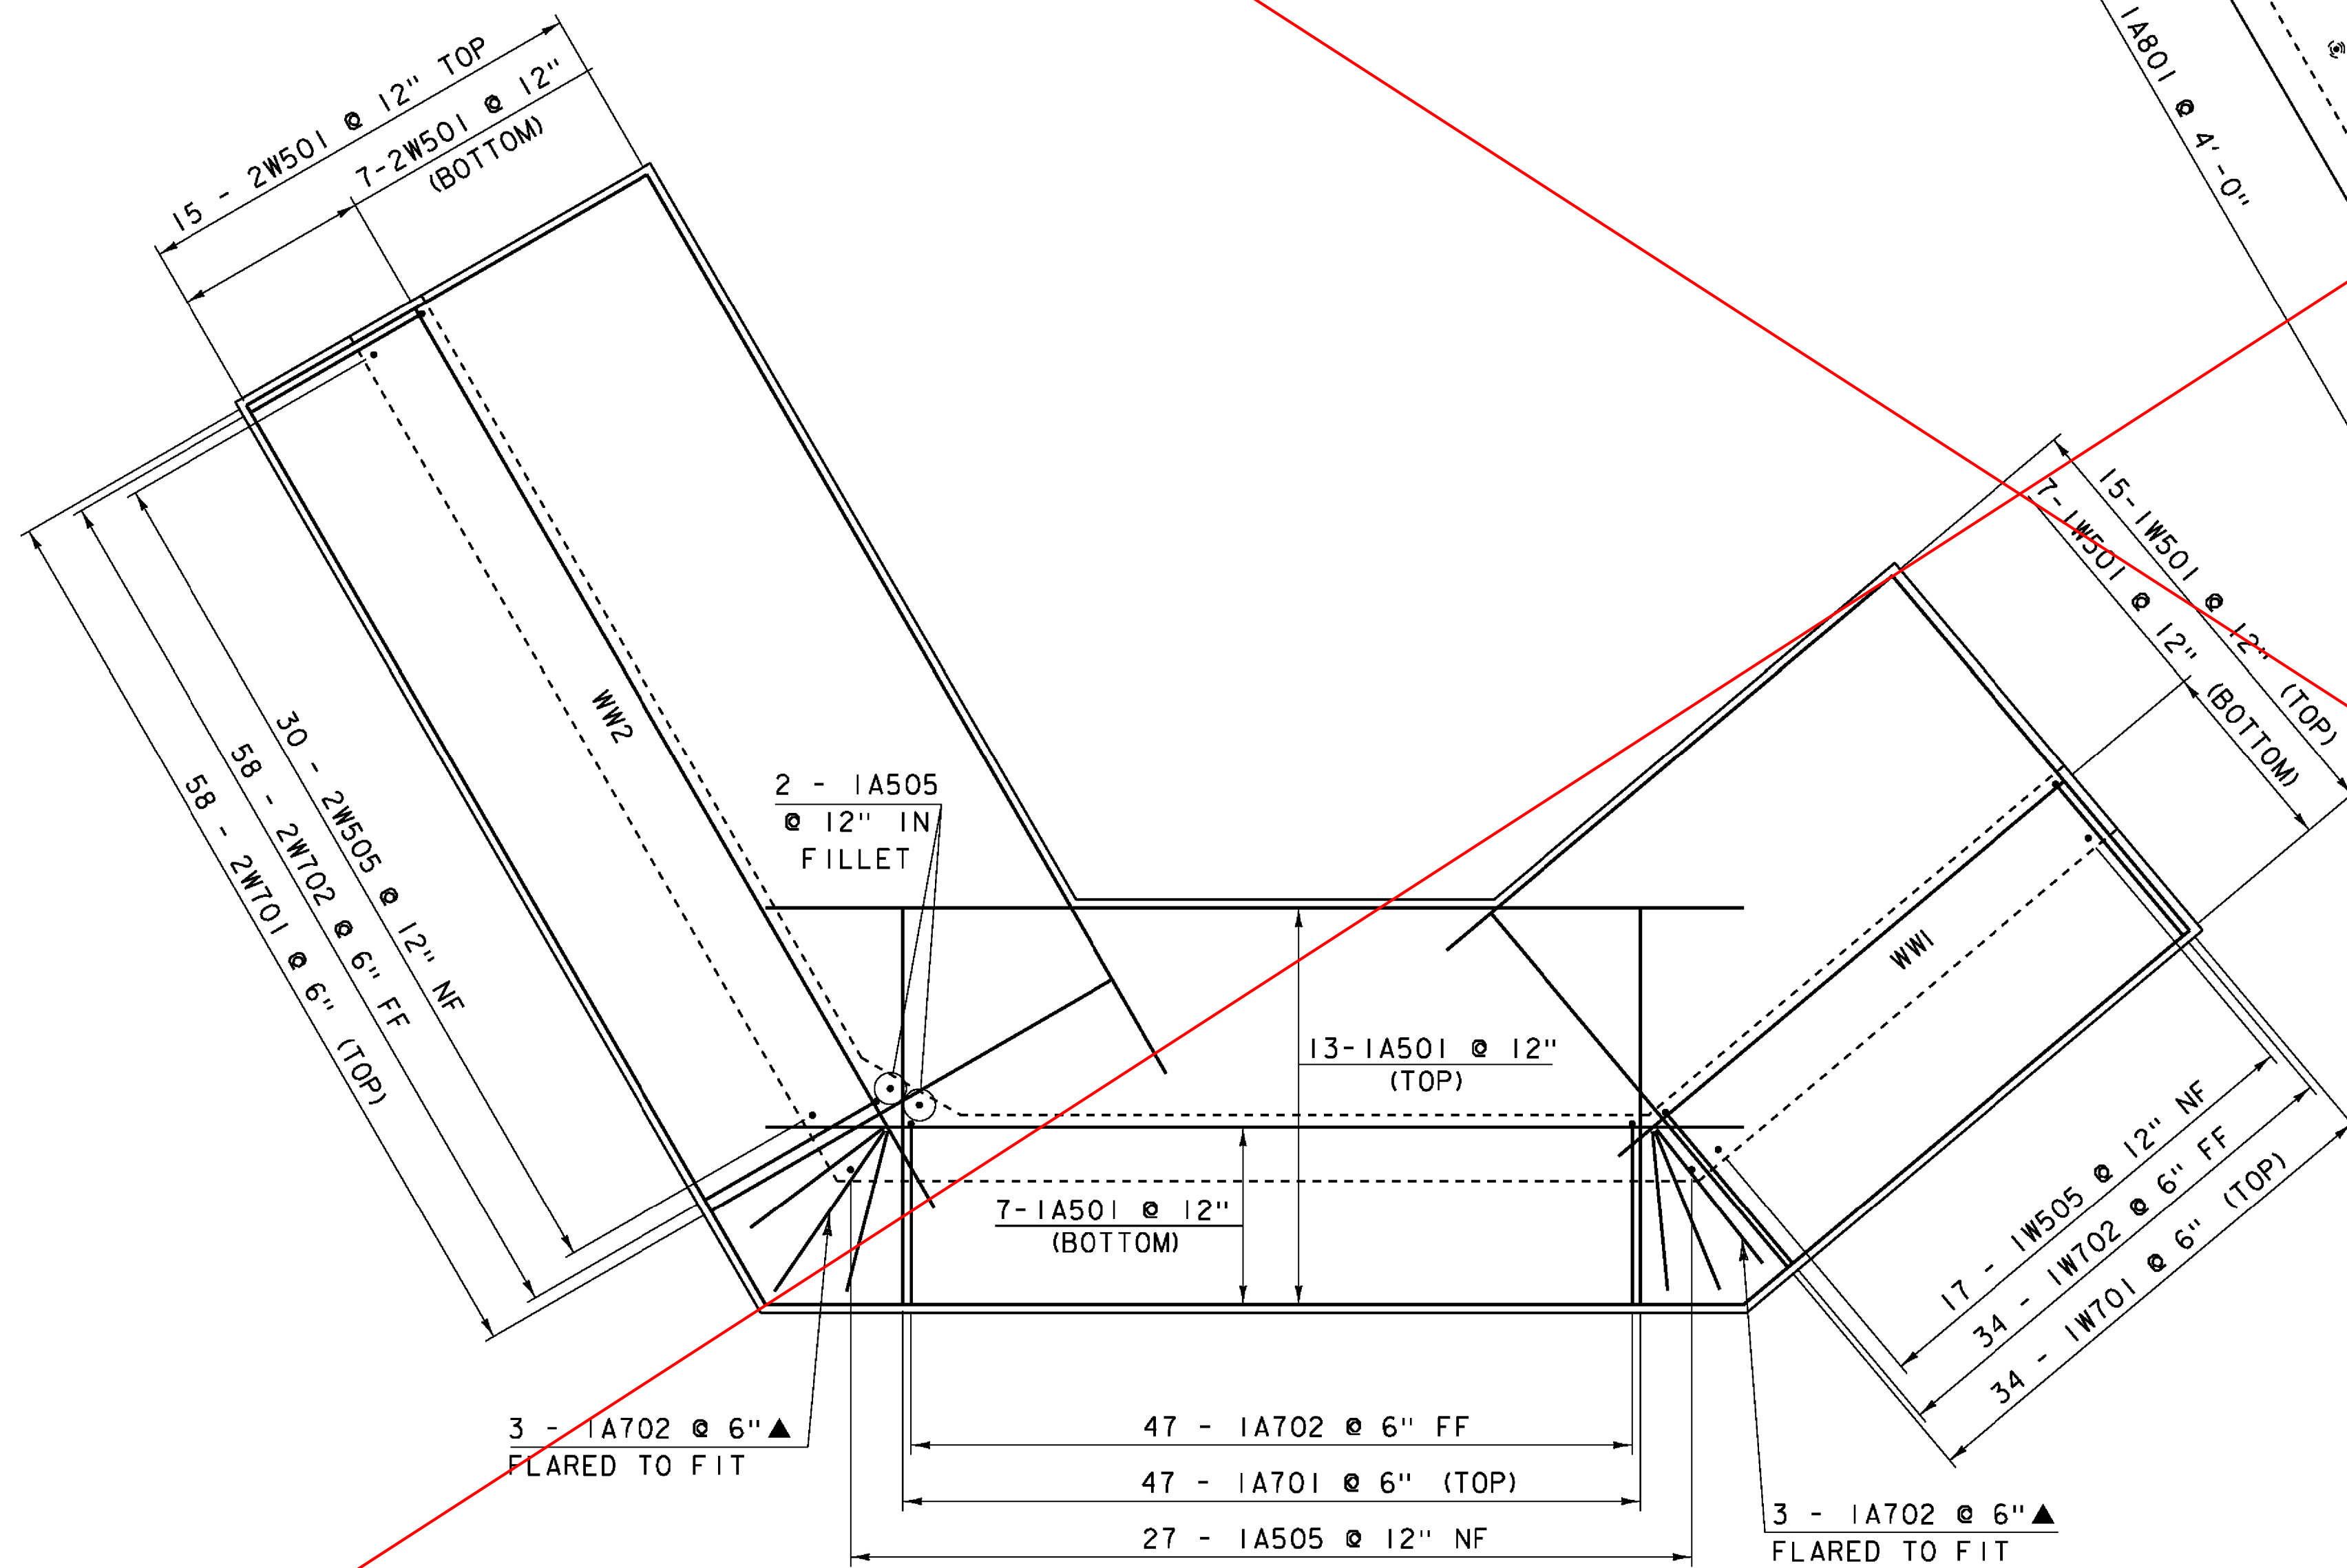 15 - 2W501 @ 12" TOP
7-2W501 @ 12"
(BOTTOM)
1A801 @ 4'-0"
15-1W501 @ 12" (TOP)
7-1W501 @ 12" (BOTTOM)
30 - 2W505 @ 12" NF
58 - 2W702 @ 6" FF
58 - 2W701 @ 6" (TOP)
WW2
2 - 1A505
@ 12" IN
FILLET
WW1
13-1A501 @ 12"
(TOP)
7-1A501 @ 12"
(BOTTOM)
17 - 1W505 @ 12" NF
34 - 1W702 @ 6" FF
34 - 1W701 @ 6" (TOP)
3 - 1A702 @ 6"▲
FLARED TO FIT
47 - 1A702 @ 6" FF
47 - 1A701 @ 6" (TOP)
27 - 1A505 @ 12" NF
3 - 1A702 @ 6"▲
FLARED TO FIT